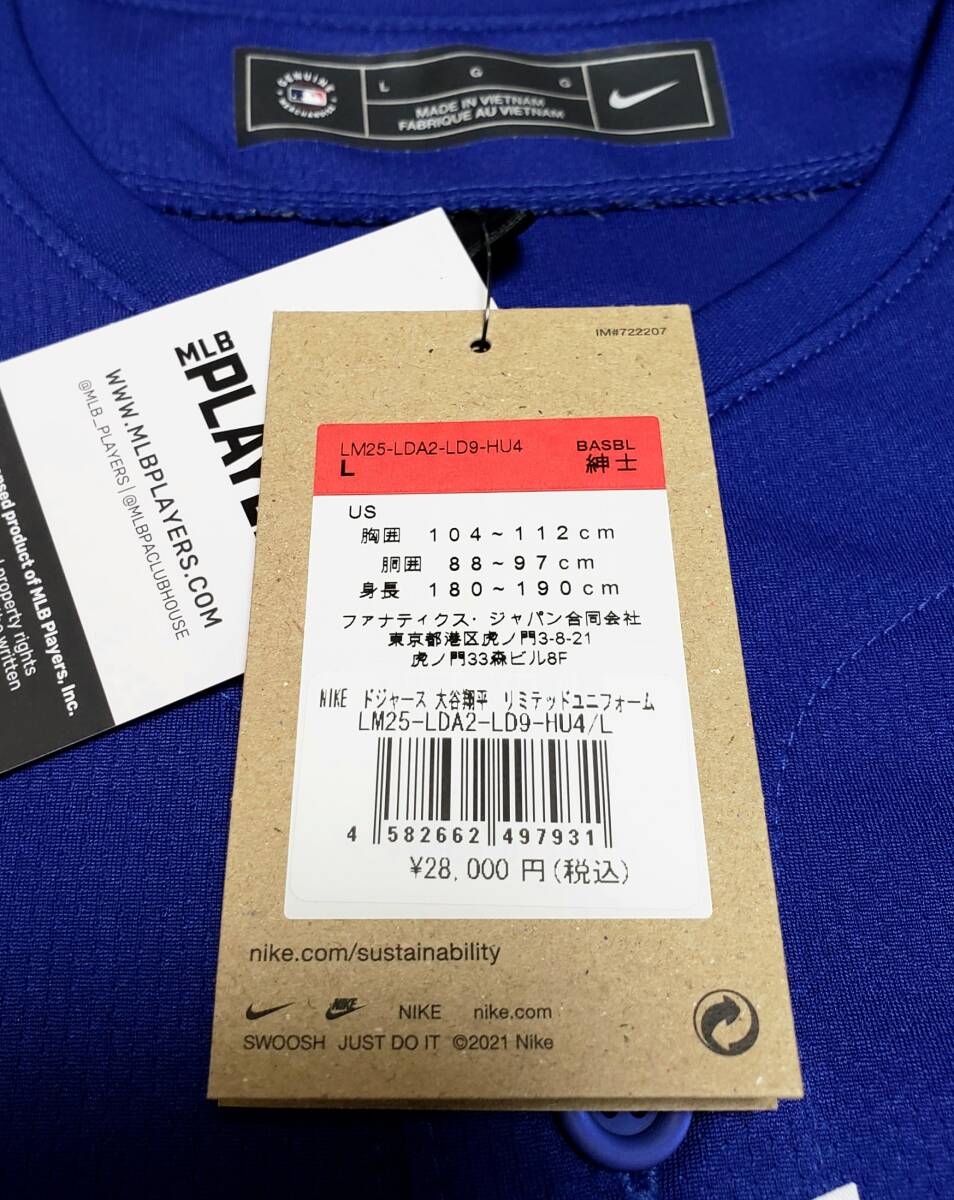 GENUINE
MERCHANDISE
L G G
MADE IN VIETNAM
FABRIQUÉ AU VIETNAM
MLB
WWW.MLBPLAYERS.COM
@MLB_PLAYERS | @MLBPACLUBHOUSE
product of MLB Players, Inc.
property rights
written
IM#722207
LM25-LDA2-LD9-HU4 BASBL
L 紳士
US
胸囲 104~112cm
胴囲 88~97cm
身長 180~190cm
ファナティクス・ジャパン合同会社
東京都港区虎ノ門3-8-21
虎ノ門33森ビル8F
NIKE ドジャース 大谷翔平 リミテッドユニフォーム
LM25-LDA2-LD9-HU4/L
4 582662 497931
¥28,000 円(税込)
nike.com/sustainability
NIKE NIKE nike.com
SWOOSH JUST DO IT ©2021 Nike